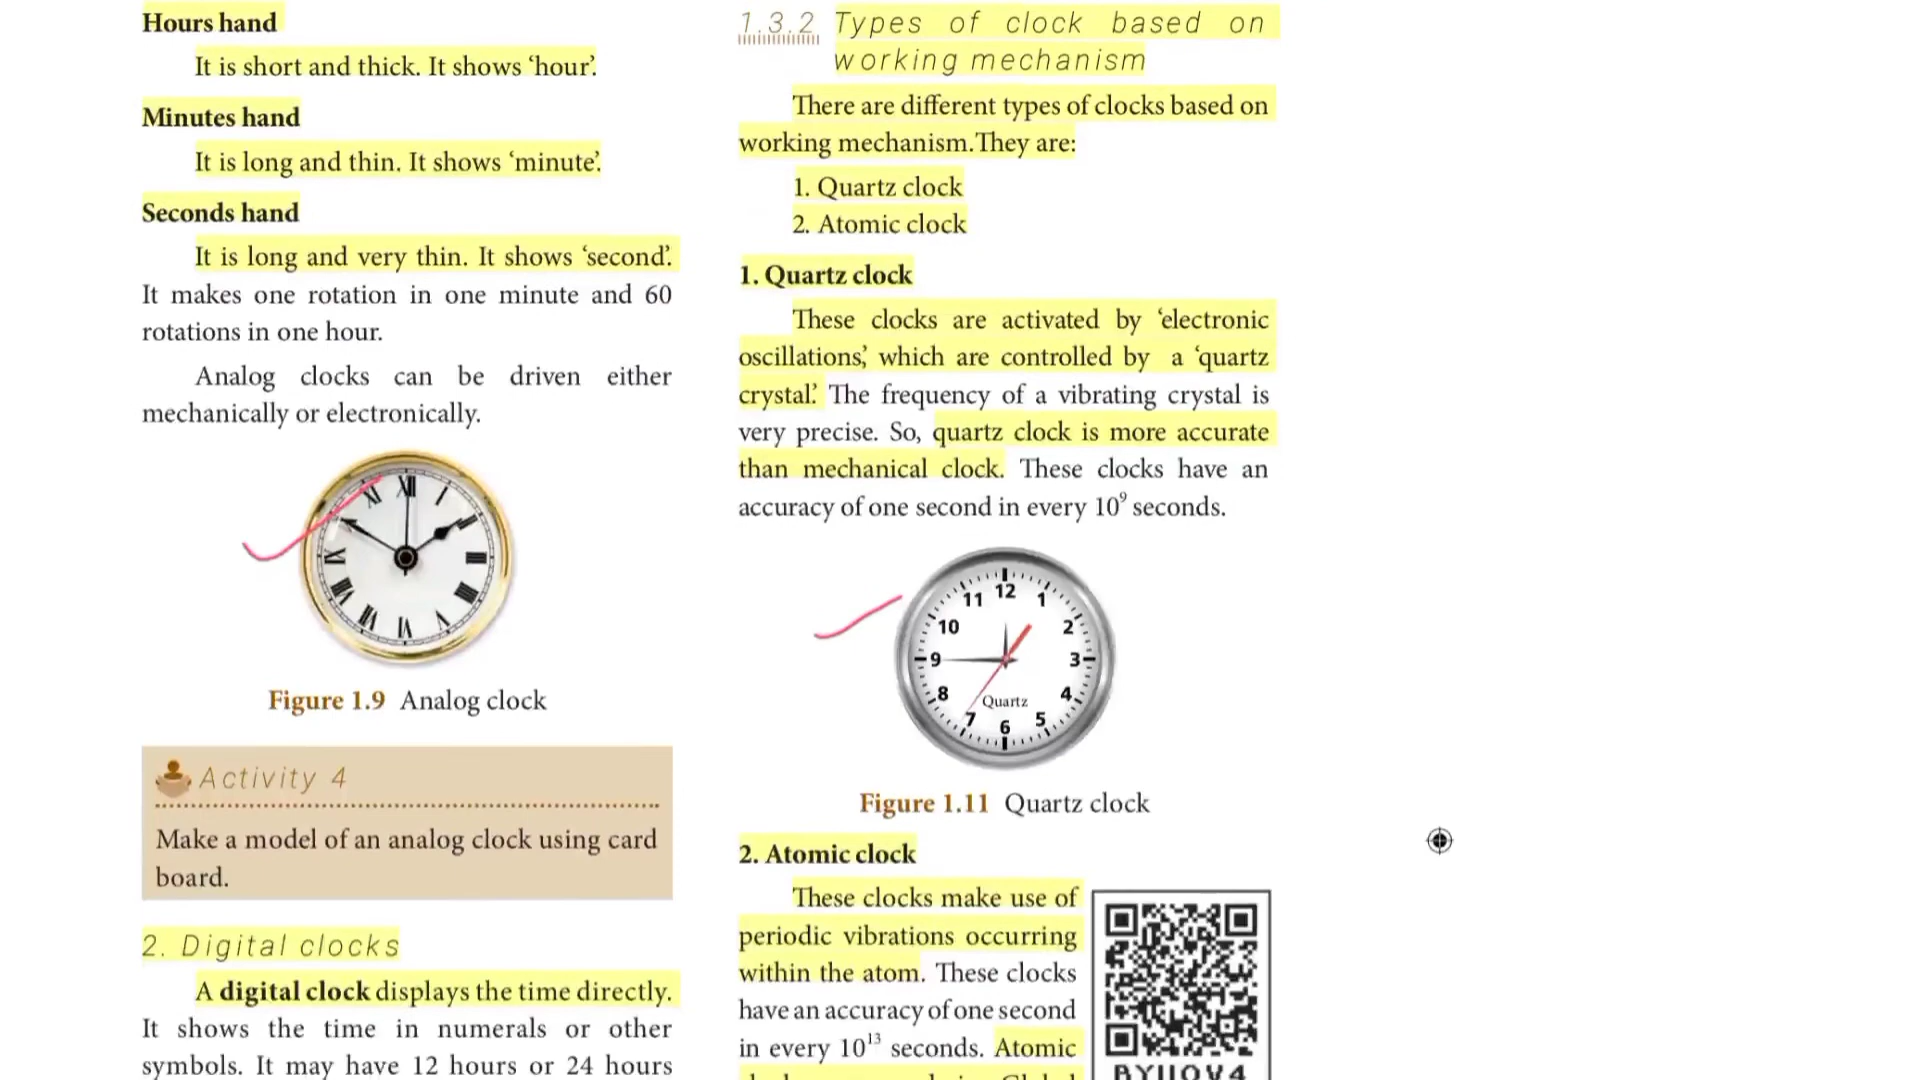 Hours hand
It is short and thick. It shows ‘hour’.
Minutes hand
It is long and thin. It shows ‘minute’.
Seconds hand
It is long and very thin. It shows ‘second’.
It makes one rotation in one minute and 60
rotations in one hour.
Analog clocks can be driven either
mechanically or electronically.
XII
I
II
III
IIII
V
VI
VII
VIII
IX
XI
Figure 1.9 Analog clock
Activity 4
Make a model of an analog clock using card
board.
2. Digital clocks
A digital clock displays the time directly.
It shows the time in numerals or other
symbols. It may have 12 hours or 24 hours
1.3.2 Types of clock based on
working mechanism
There are different types of clocks based on
working mechanism.They are:
1. Quartz clock
2. Atomic clock
1. Quartz clock
These clocks are activated by ‘electronic
oscillations’, which are controlled by a ‘quartz
crystal’. The frequency of a vibrating crystal is
very precise. So, quartz clock is more accurate
than mechanical clock. These clocks have an
accuracy of one second in every 10⁹ seconds.
12
1
2
3
4
5
6
7
8
9
10
11
Quartz
Figure 1.11 Quartz clock
2. Atomic clock
These clocks make use of
periodic vibrations occurring
within the atom. These clocks
have an accuracy of one second
in every 10¹³ seconds. Atomic